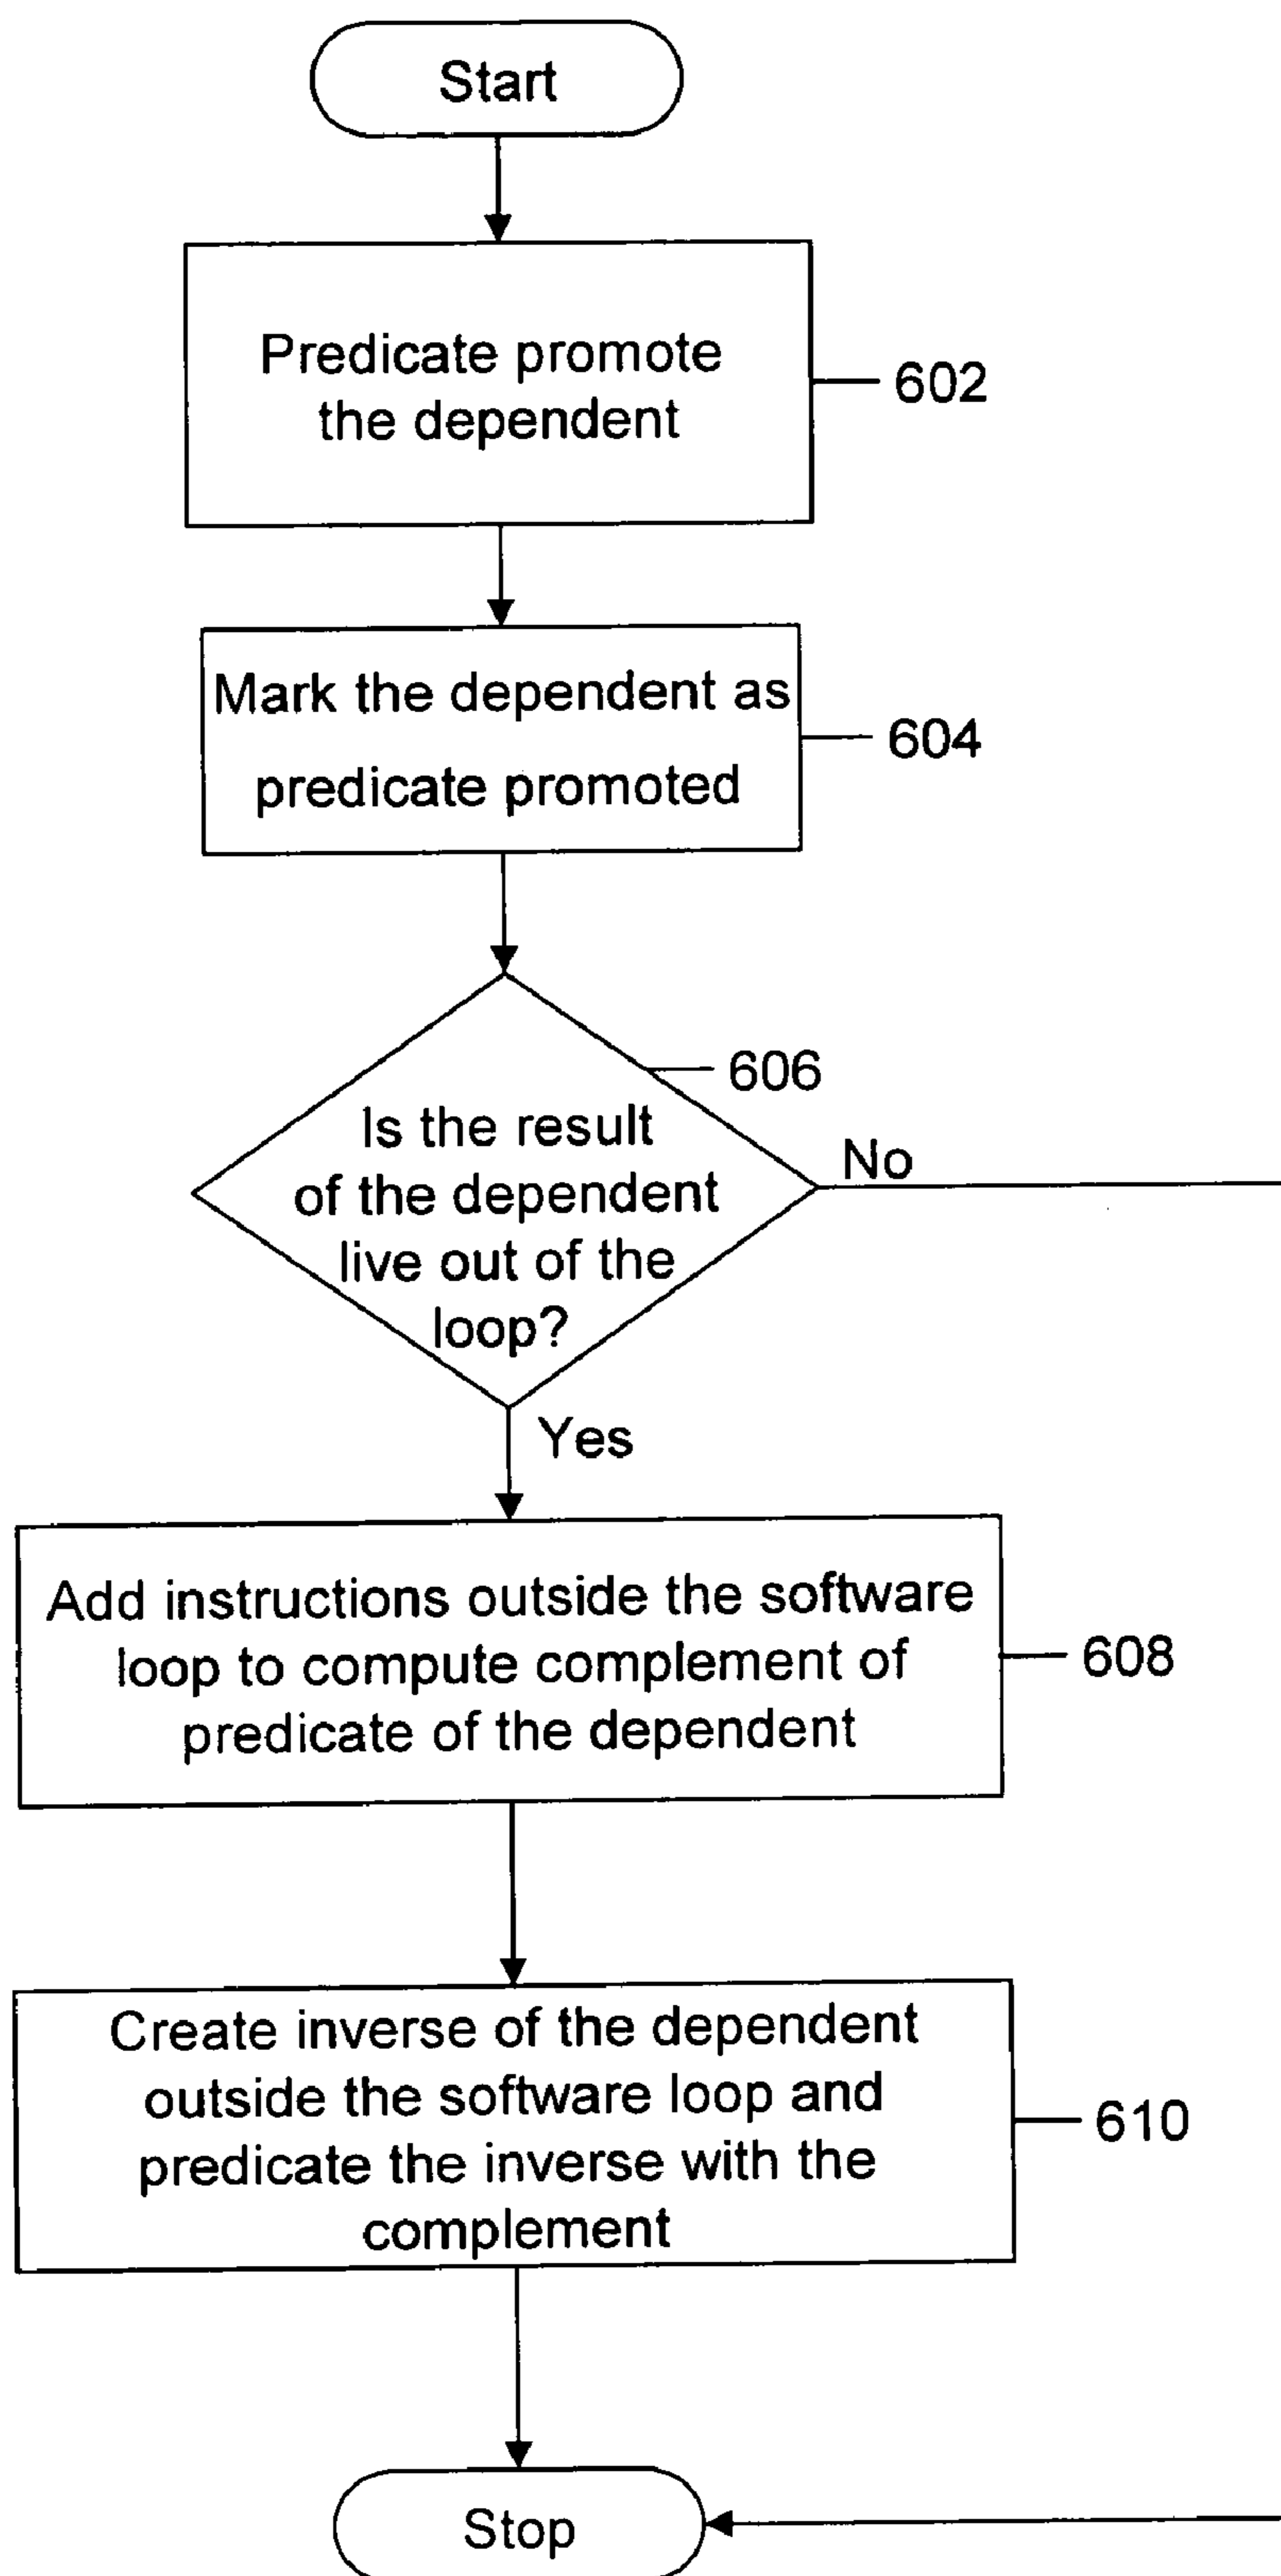 Start
Predicate promote
the dependent
602
Mark the dependent as
predicate promoted
604
606
Is the result
of the dependent
live out of the
loop?
No
Yes
Add instructions outside the software
loop to compute complement of
predicate of the dependent
608
Create inverse of the dependent
outside the software loop and
predicate the inverse with the
complement
610
Stop